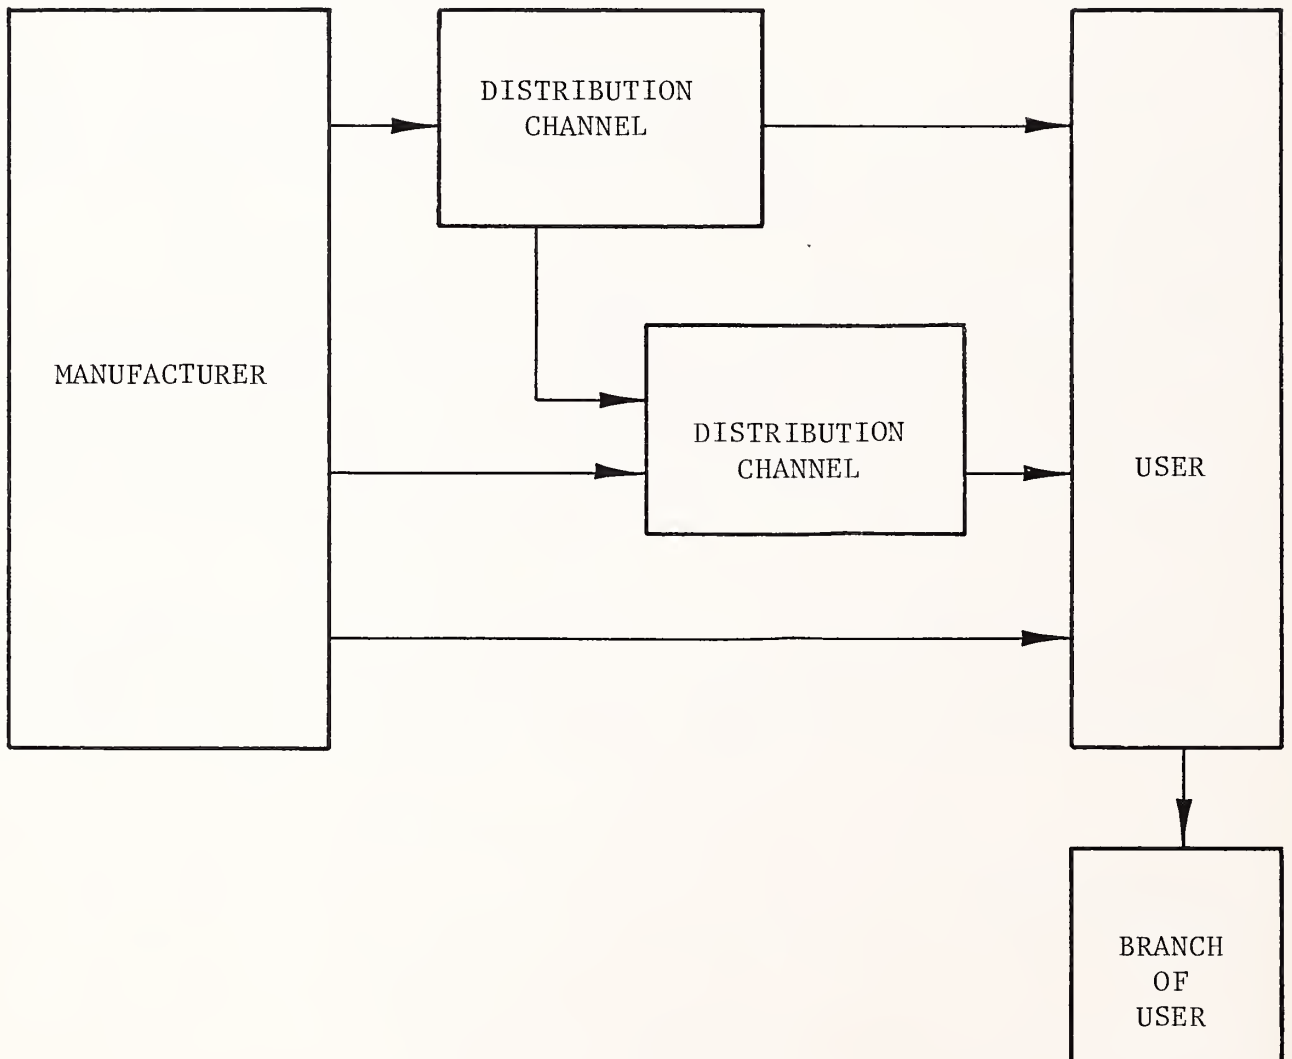 DISTRIBUTION
CHANNEL
MANUFACTURER
DISTRIBUTION
CHANNEL
USER
BRANCH
OF
USER